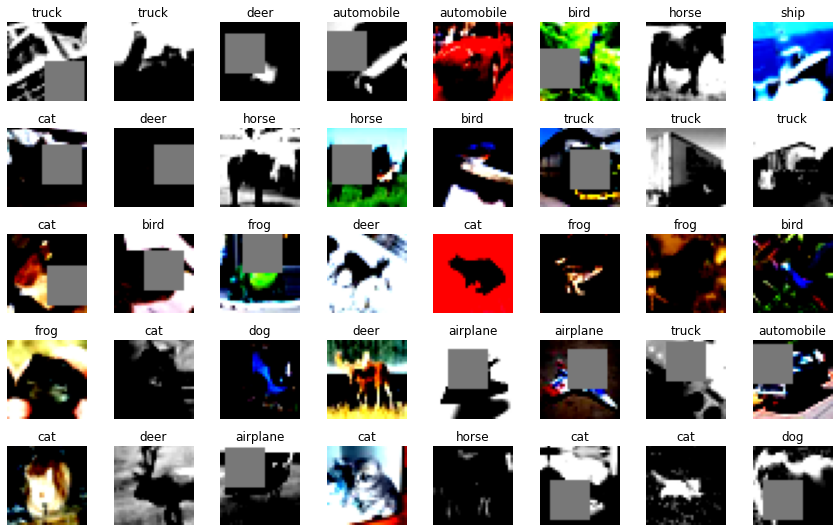 truck truck deer automobile automobile bird horse ship
cat deer horse horse bird truck truck truck
cat bird frog deer cat frog frog bird
frog cat dog deer airplane airplane truck automobile
cat deer airplane cat horse cat cat dog